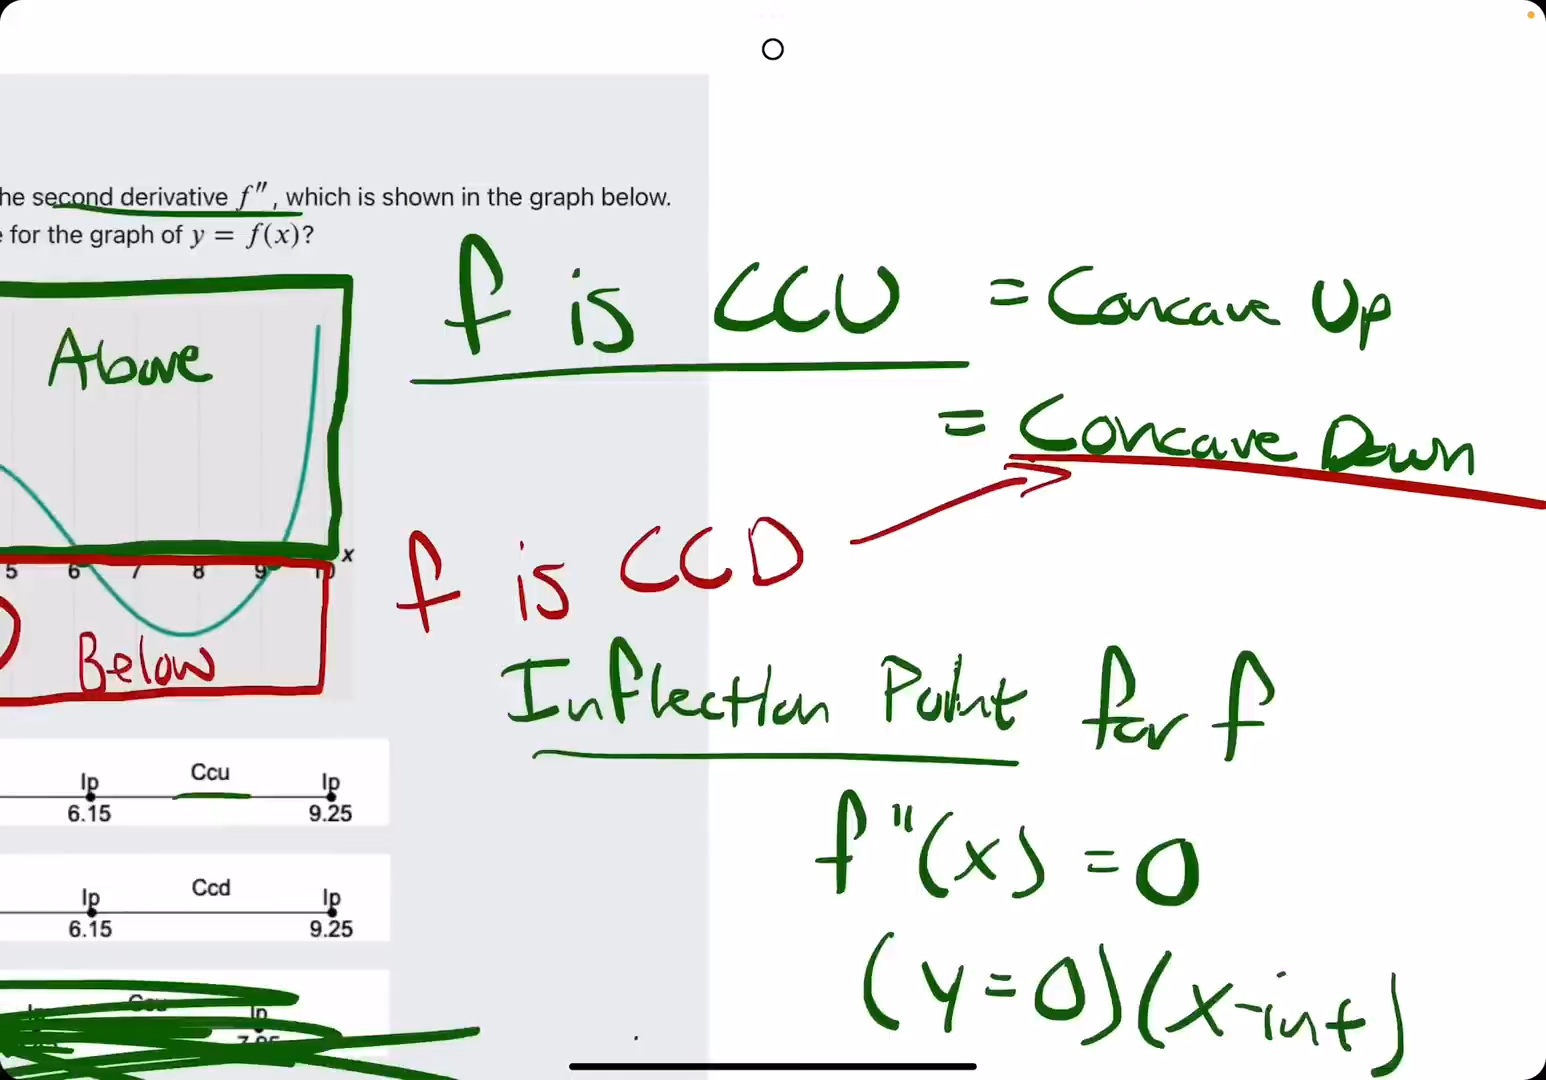 he second derivative f″, which is shown in the graph below.
for the graph of y = f(x)?
f is CCU = Concave Up
Above
= Concave Down
f is CCD
x
5 6 7 8 9 10
Below
Inflection Point for f
Ip Ccu Ip
6.15 9.25
f"(x) = 0
Ip Ccd Ip
6.15 9.25
(y=0)(x-int)
Ip